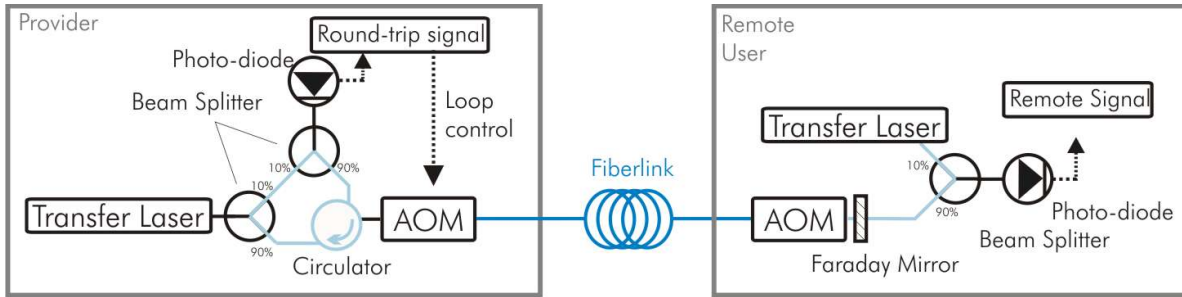 Provider
Round-trip signal
Photo-diode
Beam Splitter
Loop
control
10%
90%
10%
Transfer Laser
90%
AOM
Circulator
Fiberlink
Remote
User
Remote Signal
Transfer Laser
10%
90%
AOM
Photo-diode
Beam Splitter
Faraday Mirror